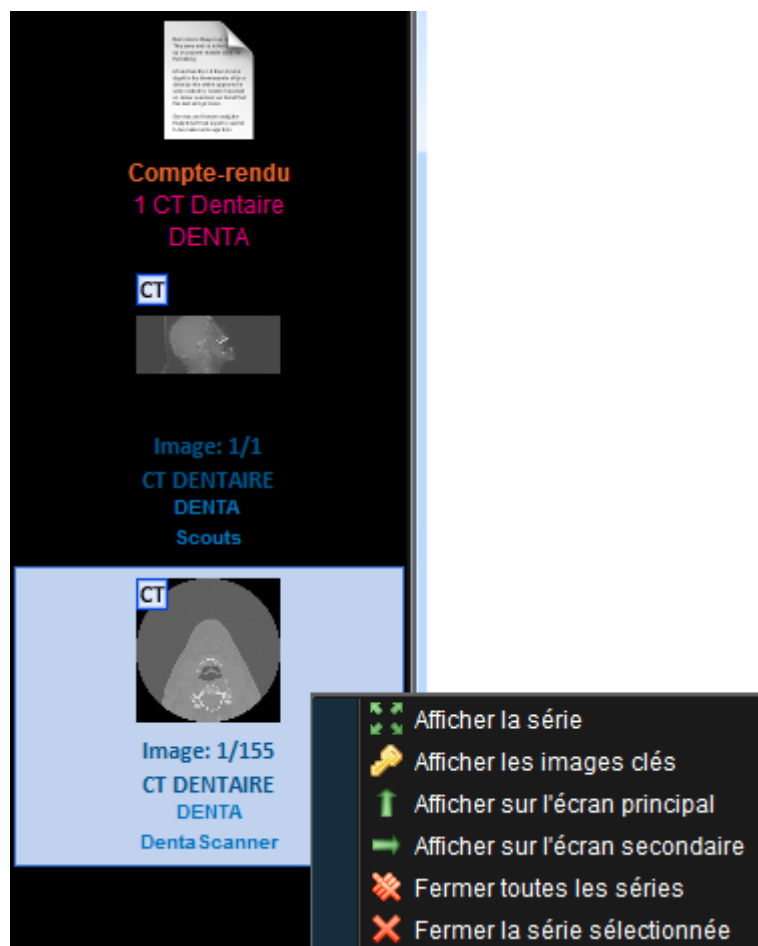 Compte-rendu
1 CT Dentaire
DENTA
CT
Image: 1/1
CT DENTAIRE
DENTA
Scouts
CT
Image: 1/155
CT DENTAIRE
DENTA
DentaScanner
Afficher la série
Afficher les images clés
Afficher sur l'écran principal
Afficher sur l'écran secondaire
Fermer toutes les séries
Fermer la série sélectionnée